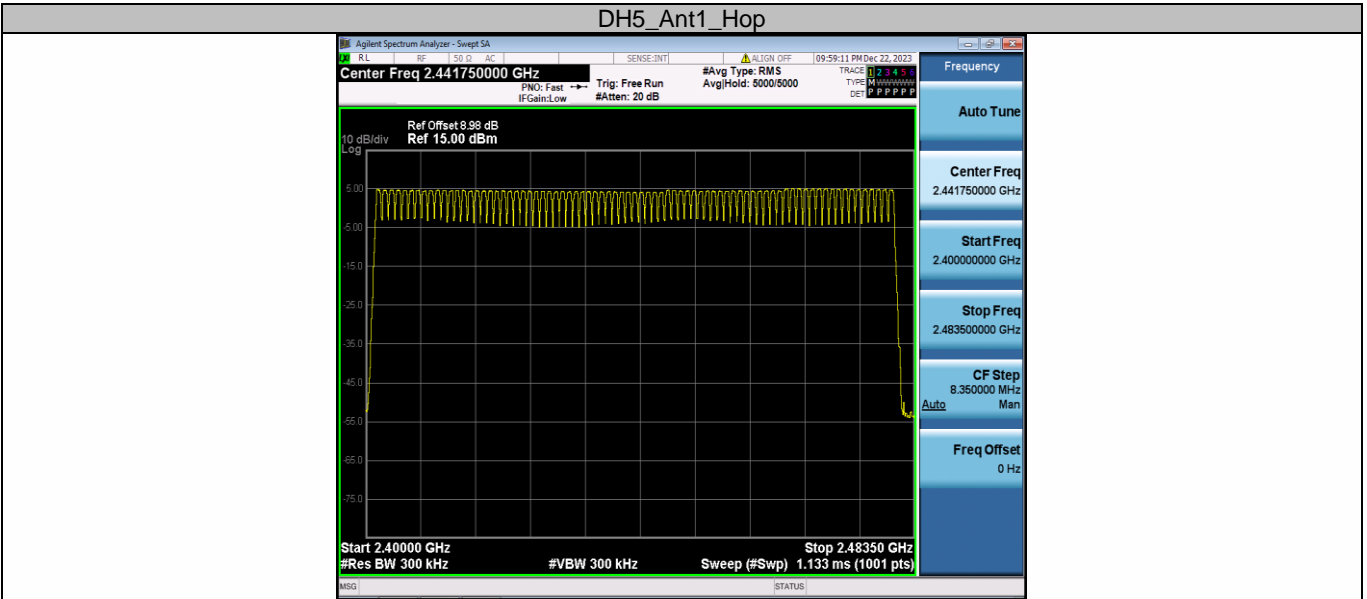 DH5_Ant1_Hop
Agilent Spectrum Analyzer - Swept SA
RL RF 50 Ω AC SENSE:INT ALIGN OFF 09:59:11 PM Dec 22, 2023
Center Freq 2.441750000 GHz
#Avg Type: RMS
TRACE 1 2 3 4 5 6
PNO: Fast Trig: Free Run Avg|Hold: 5000/5000
TYPE M WWWWW
IFGain:Low #Atten: 20 dB
DET P P P P P P
Ref Offset 8.98 dB
10 dB/div Ref 15.00 dBm
Log
5.00
-5.00
-15.0
-25.0
-35.0
-45.0
-55.0
-65.0
-75.0
Start 2.40000 GHz Stop 2.48350 GHz
#Res BW 300 kHz #VBW 300 kHz Sweep (#Swp) 1.133 ms (1001 pts)
MSG STATUS
Frequency
Auto Tune
Center Freq
2.441750000 GHz
Start Freq
2.400000000 GHz
Stop Freq
2.483500000 GHz
CF Step
8.350000 MHz
Auto Man
Freq Offset
0 Hz